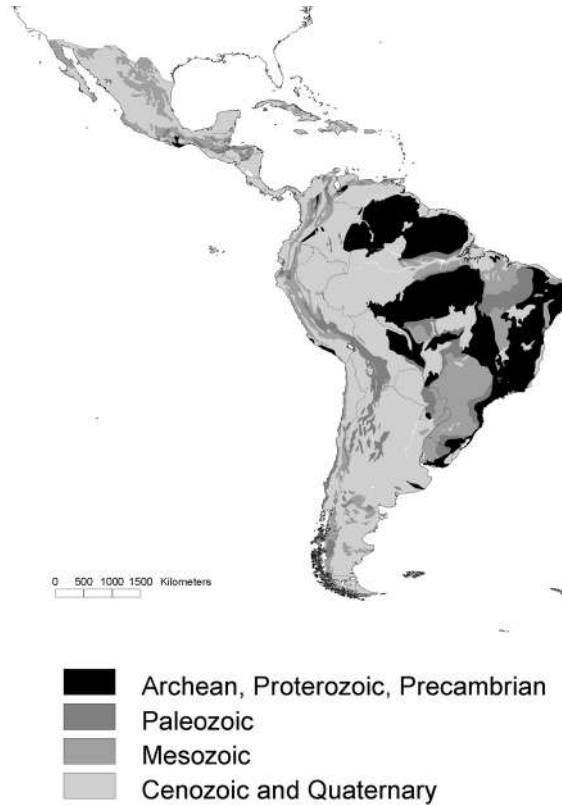 0 500 1000 1500 Kilometers
Archean, Proterozoic, Precambrian
Paleozoic
Mesozoic
Cenozoic and Quaternary